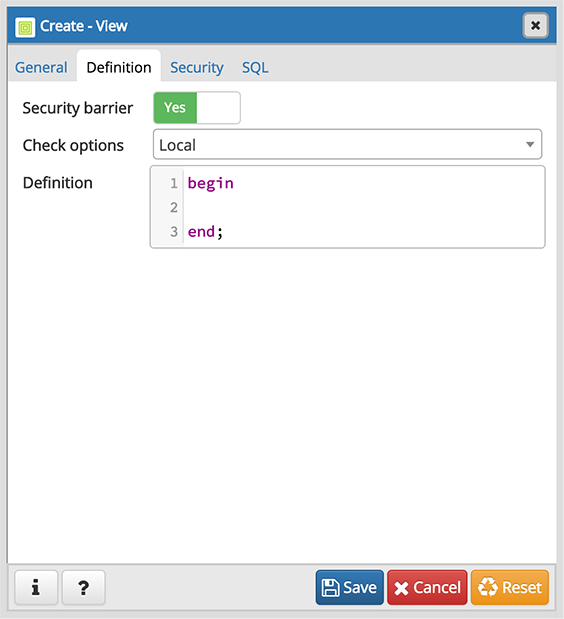 Create - View
General Definition Security SQL
Security barrier Yes
Check options Local
Definition 1 begin
2
3 end;
i ? Save Cancel Reset